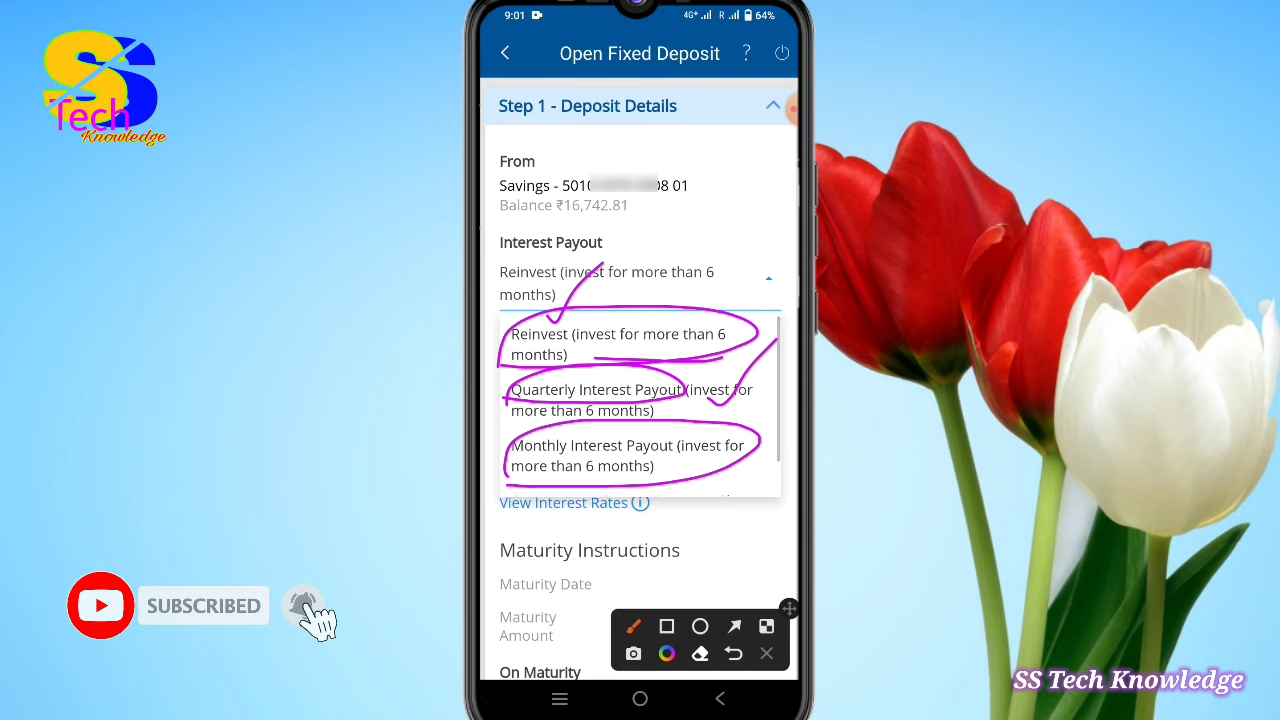 S
S
Tech
Knowledge
9:01
4G+
R
64%
Open Fixed Deposit
?
Step 1 - Deposit Details
From
Savings - 5010 08 01
Balance ₹16,742.81
Interest Payout
Reinvest (invest for more than 6
months)
Reinvest (invest for more than 6
months)
Quarterly Interest Payout (invest for
more than 6 months)
Monthly Interest Payout (invest for
more than 6 months)
View Interest Rates i
Maturity Instructions
Maturity Date
Maturity
Amount
On Maturity
SUBSCRIBED
SS Tech Knowledge